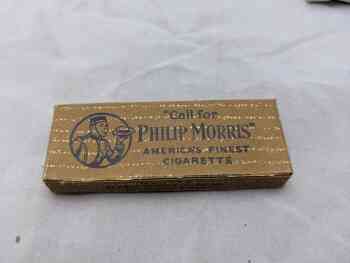 "Call for
PHILIP MORRIS"
AMERICA'S FINEST
CIGARETTE